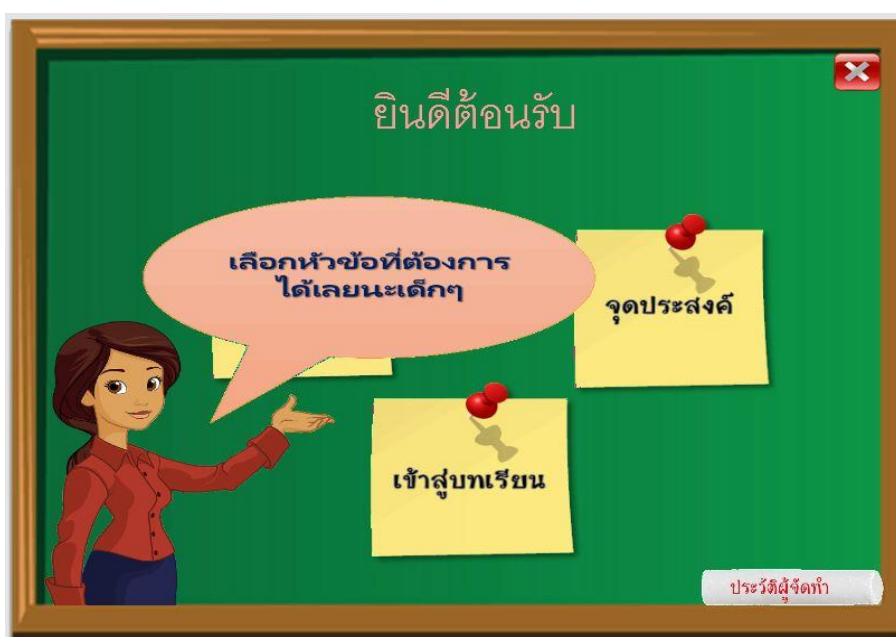 ยินดีต้อนรับ
เลือกหัวข้อที่ต้องการ
ได้เลยนะเด็กๆ
จุดประสงค์
เข้าสู่บทเรียน
ประวัติผู้จัดทำ